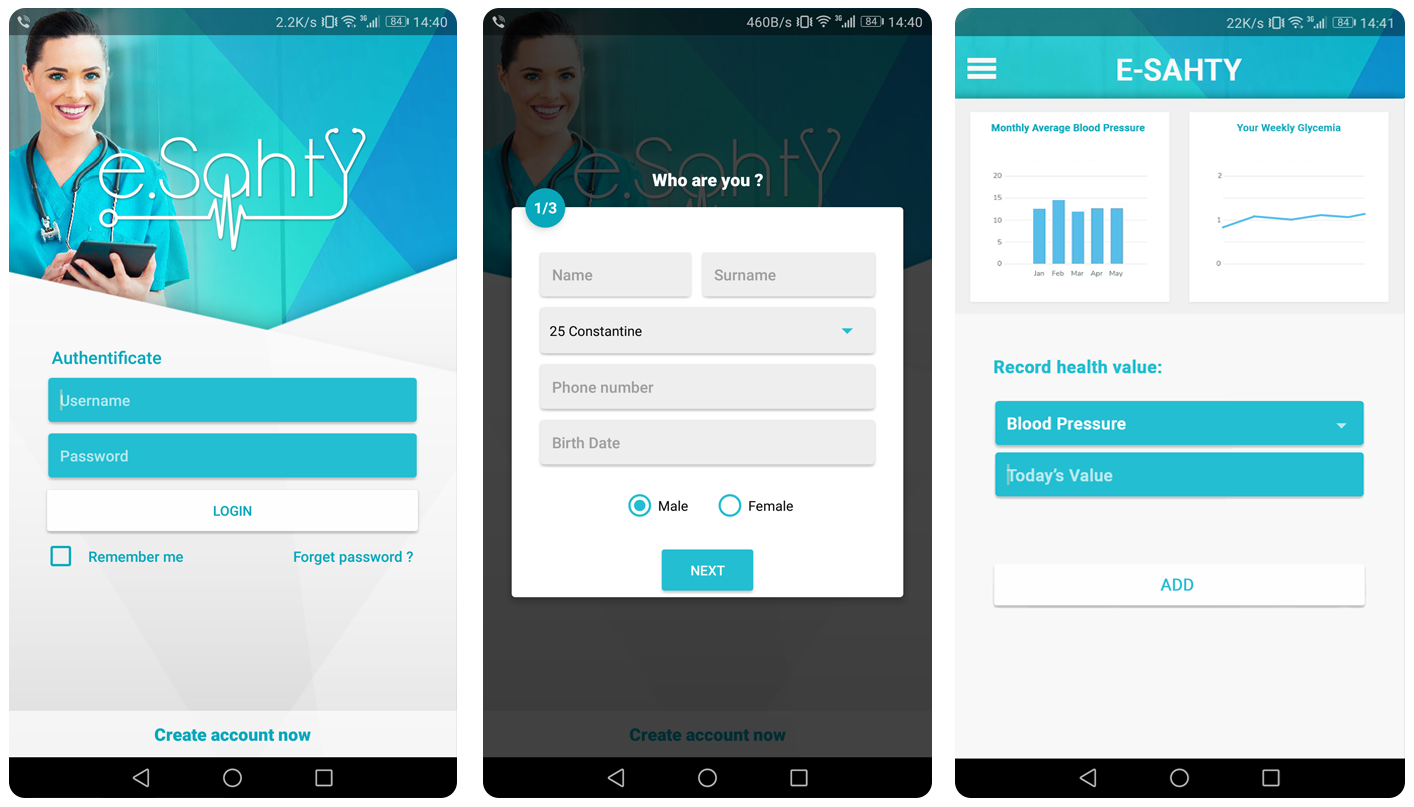 2.2K/s 3G 84 14:40
e.SahtY
Authentificate
Username
Password
LOGIN
Remember me Forget password ?
Create account now
460B/s 3G 84 14:40
e.SahtY
Who are you ?
1/3
Name Surname
25 Constantine
Phone number
Birth Date
Male Female
NEXT
Create account now
22K/s 3G 84 14:41
E-SAHTY
Monthly Average Blood Pressure
20
15
10
5
0
Jan Feb Mar Apr May
Your Weekly Glycemia
2
1
0
Record health value:
Blood Pressure
Today’s Value
ADD